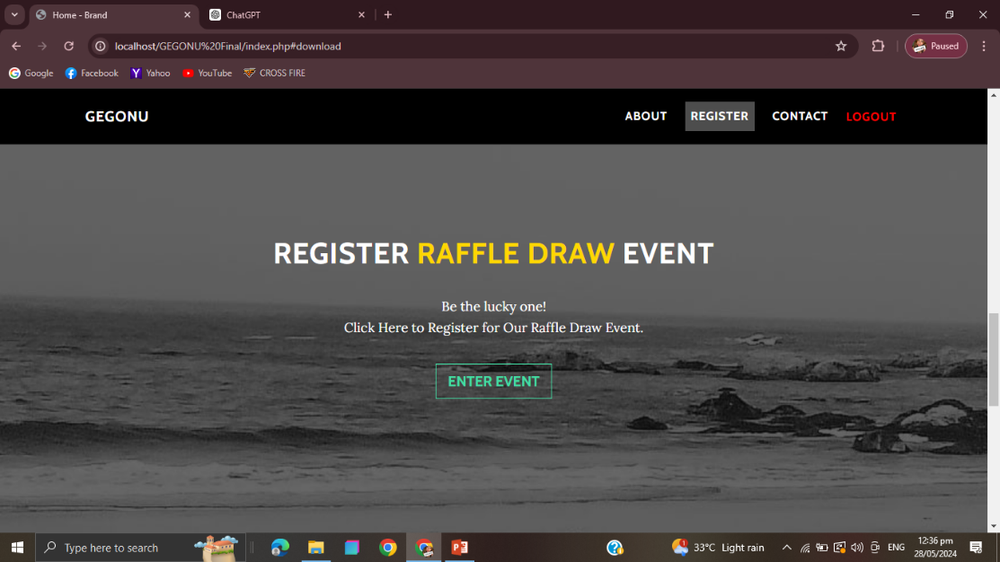 Home - Brand
ChatGPT
localhost/GEGONU%20Final/index.php#download
Paused
Google
Facebook
Yahoo
YouTube
CROSS FIRE
GEGONU
ABOUT
REGISTER
CONTACT
LOGOUT
REGISTER RAFFLE DRAW EVENT
Be the lucky one!
Click Here to Register for Our Raffle Draw Event.
ENTER EVENT
Type here to search
33°C Light rain
ENG
12:36 pm
28/05/2024